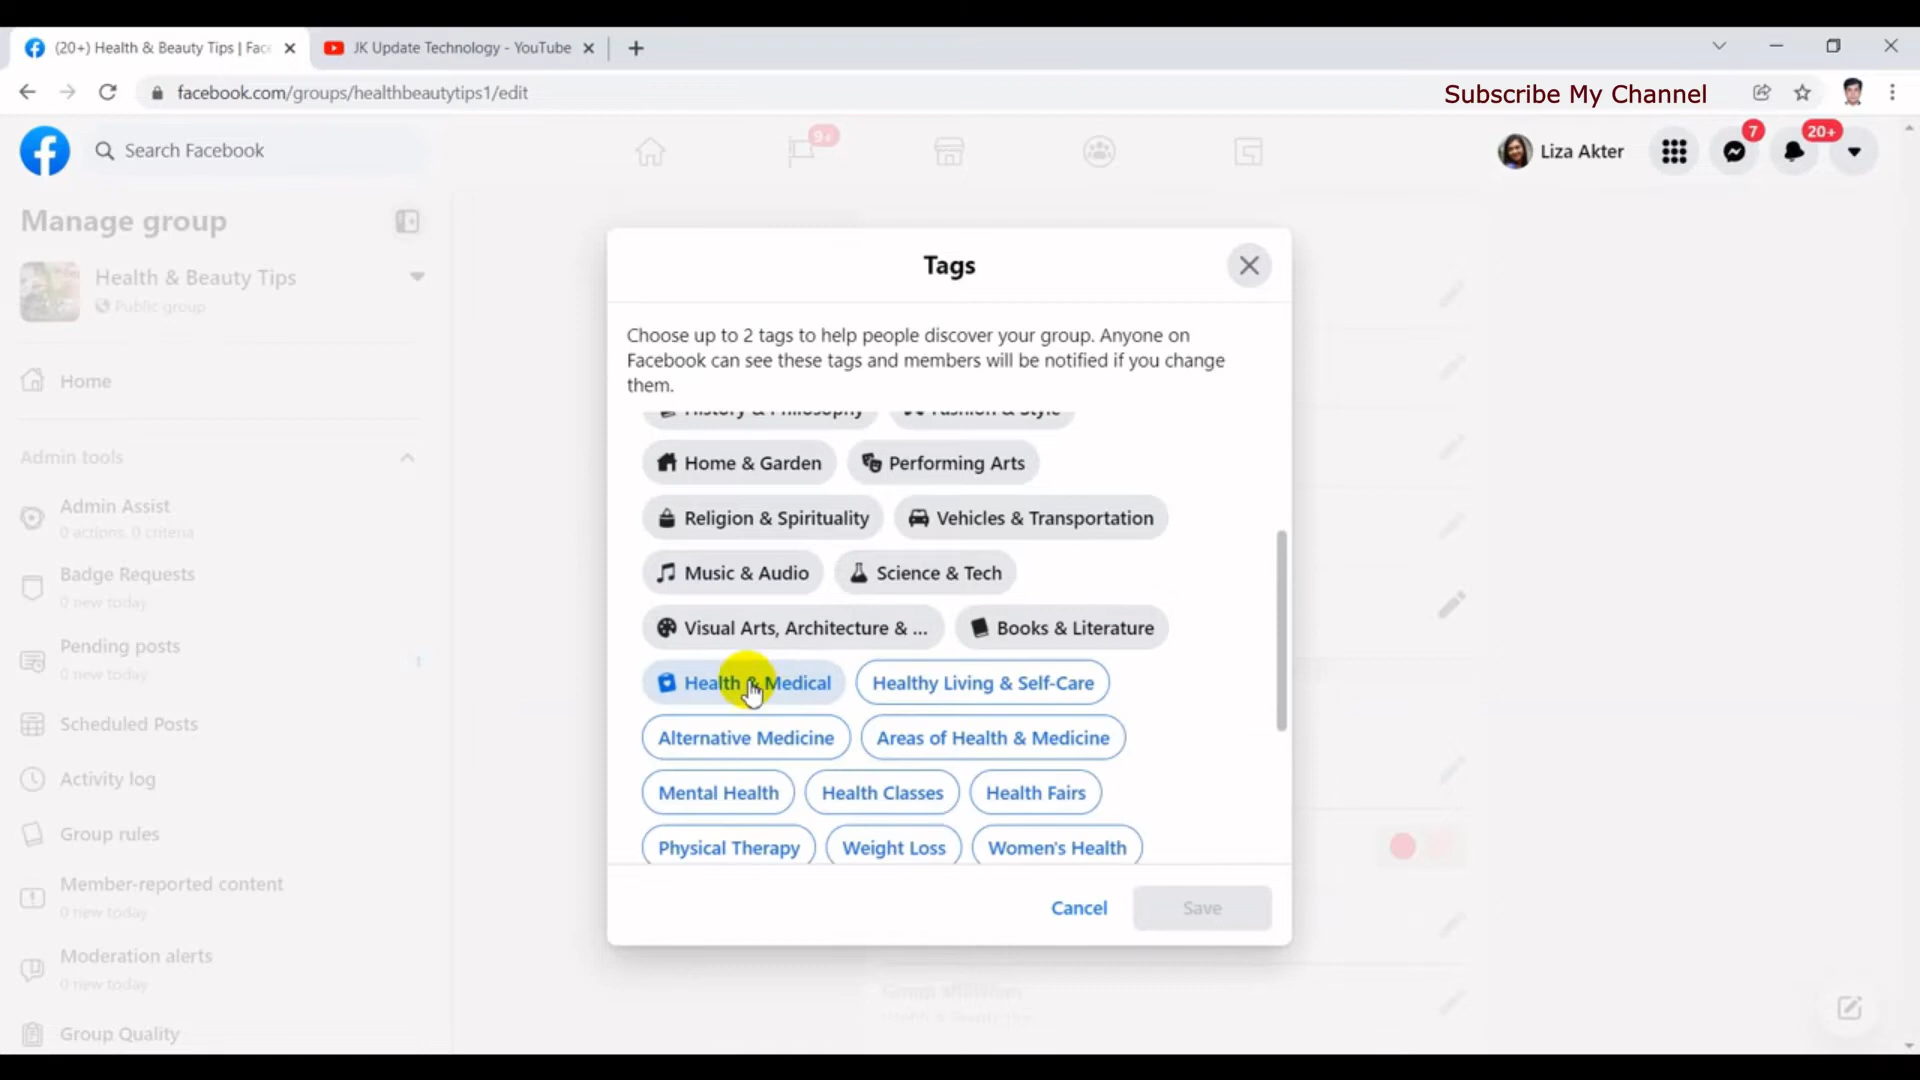 (20+) Health & Beauty Tips | Fac
JK Update Technology - YouTube
facebook.com/groups/healthbeautytips1/edit
Subscribe My Channel
Search Facebook
9+
Liza Akter
7
20+
Manage group
Health & Beauty Tips
Public group
Home
Admin tools
Admin Assist
0 actions, 0 criteria
Badge Requests
0 new today
Pending posts
0 new today
1
Scheduled Posts
Activity log
Group rules
Member-reported content
0 new today
Moderation alerts
0 new today
Group Quality
Tags
Choose up to 2 tags to help people discover your group. Anyone on
Facebook can see these tags and members will be notified if you change
them.
History & Philosophy Fashion & Style
Home & Garden Performing Arts
Religion & Spirituality Vehicles & Transportation
Music & Audio Science & Tech
Visual Arts, Architecture & ... Books & Literature
Health & Medical Healthy Living & Self-Care
Alternative Medicine Areas of Health & Medicine
Mental Health Health Classes Health Fairs
Physical Therapy Weight Loss Women's Health
Cancel Save